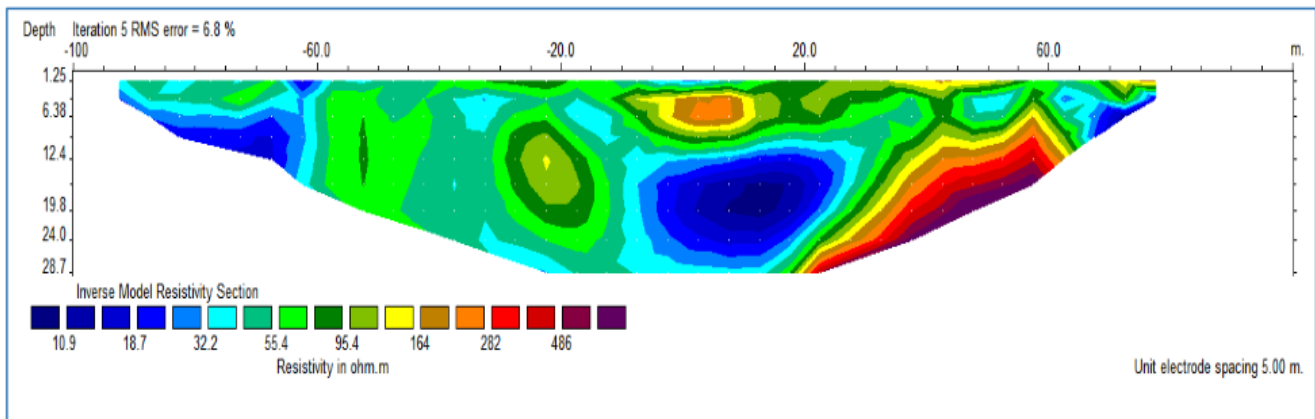 Depth Iteration 5 RMS error = 6.8 %
-100 -60.0 -20.0 20.0 60.0 m.
1.25
6.38
12.4
19.8
24.0
28.7
Inverse Model Resistivity Section
10.9 18.7 32.2 55.4 95.4 164 282 486
Resistivity in ohm.m
Unit electrode spacing 5.00 m.